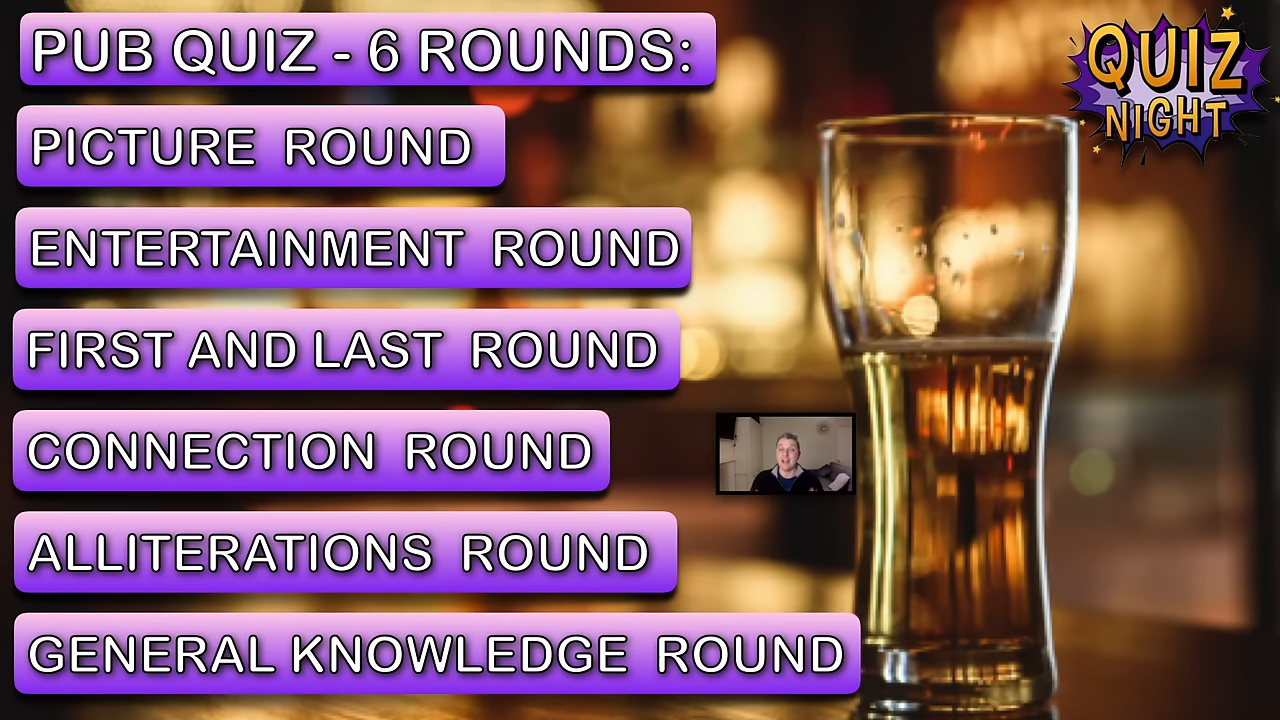 PUB QUIZ - 6 ROUNDS:
PICTURE ROUND
ENTERTAINMENT ROUND
FIRST AND LAST ROUND
CONNECTION ROUND
ALLITERATIONS ROUND
GENERAL KNOWLEDGE ROUND
QUIZ
NIGHT